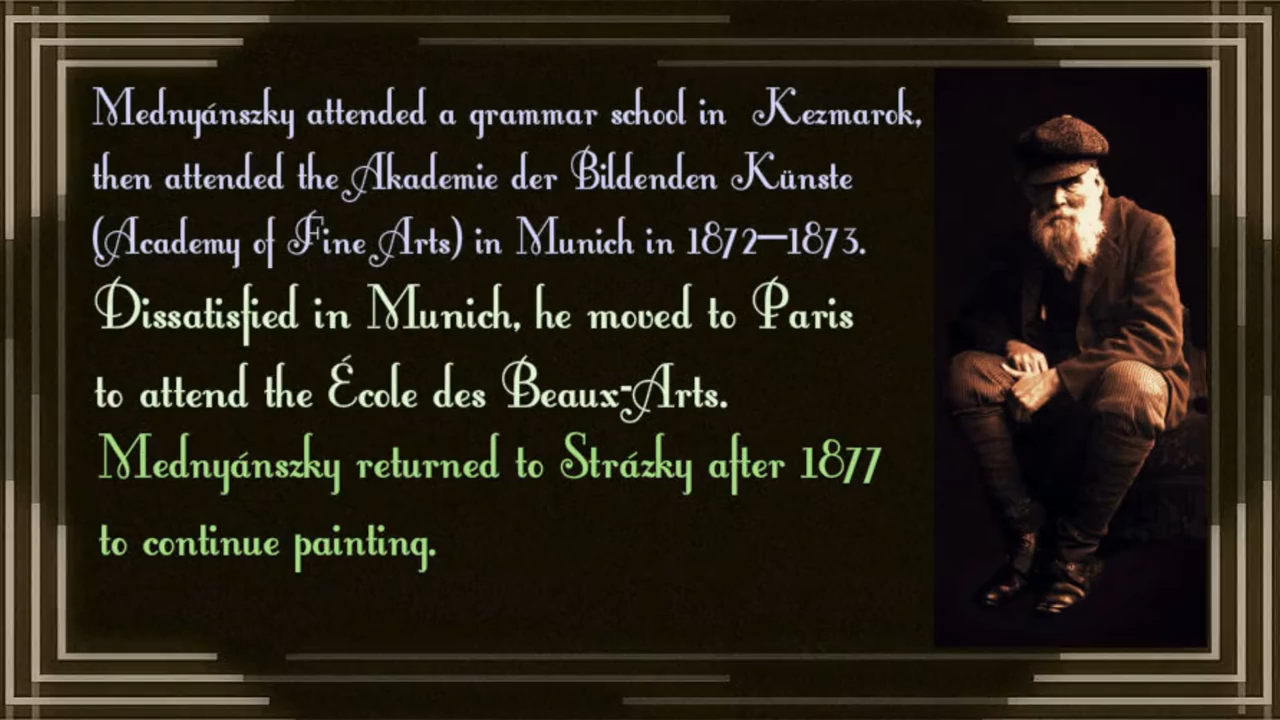 Mednyánszky attended a grammar school in Kezmarok,
then attended the Akademie der Bildenden Künste
(Academy of Fine Arts) in Munich in 1872–1873.
Dissatisfied in Munich, he moved to Paris
to attend the École des Beaux-Arts.
Mednyánszky returned to Strázky after 1877
to continue painting.